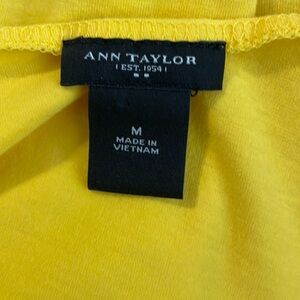 ANN TAYLOR
EST. 1954
M
MADE IN
VIETNAM